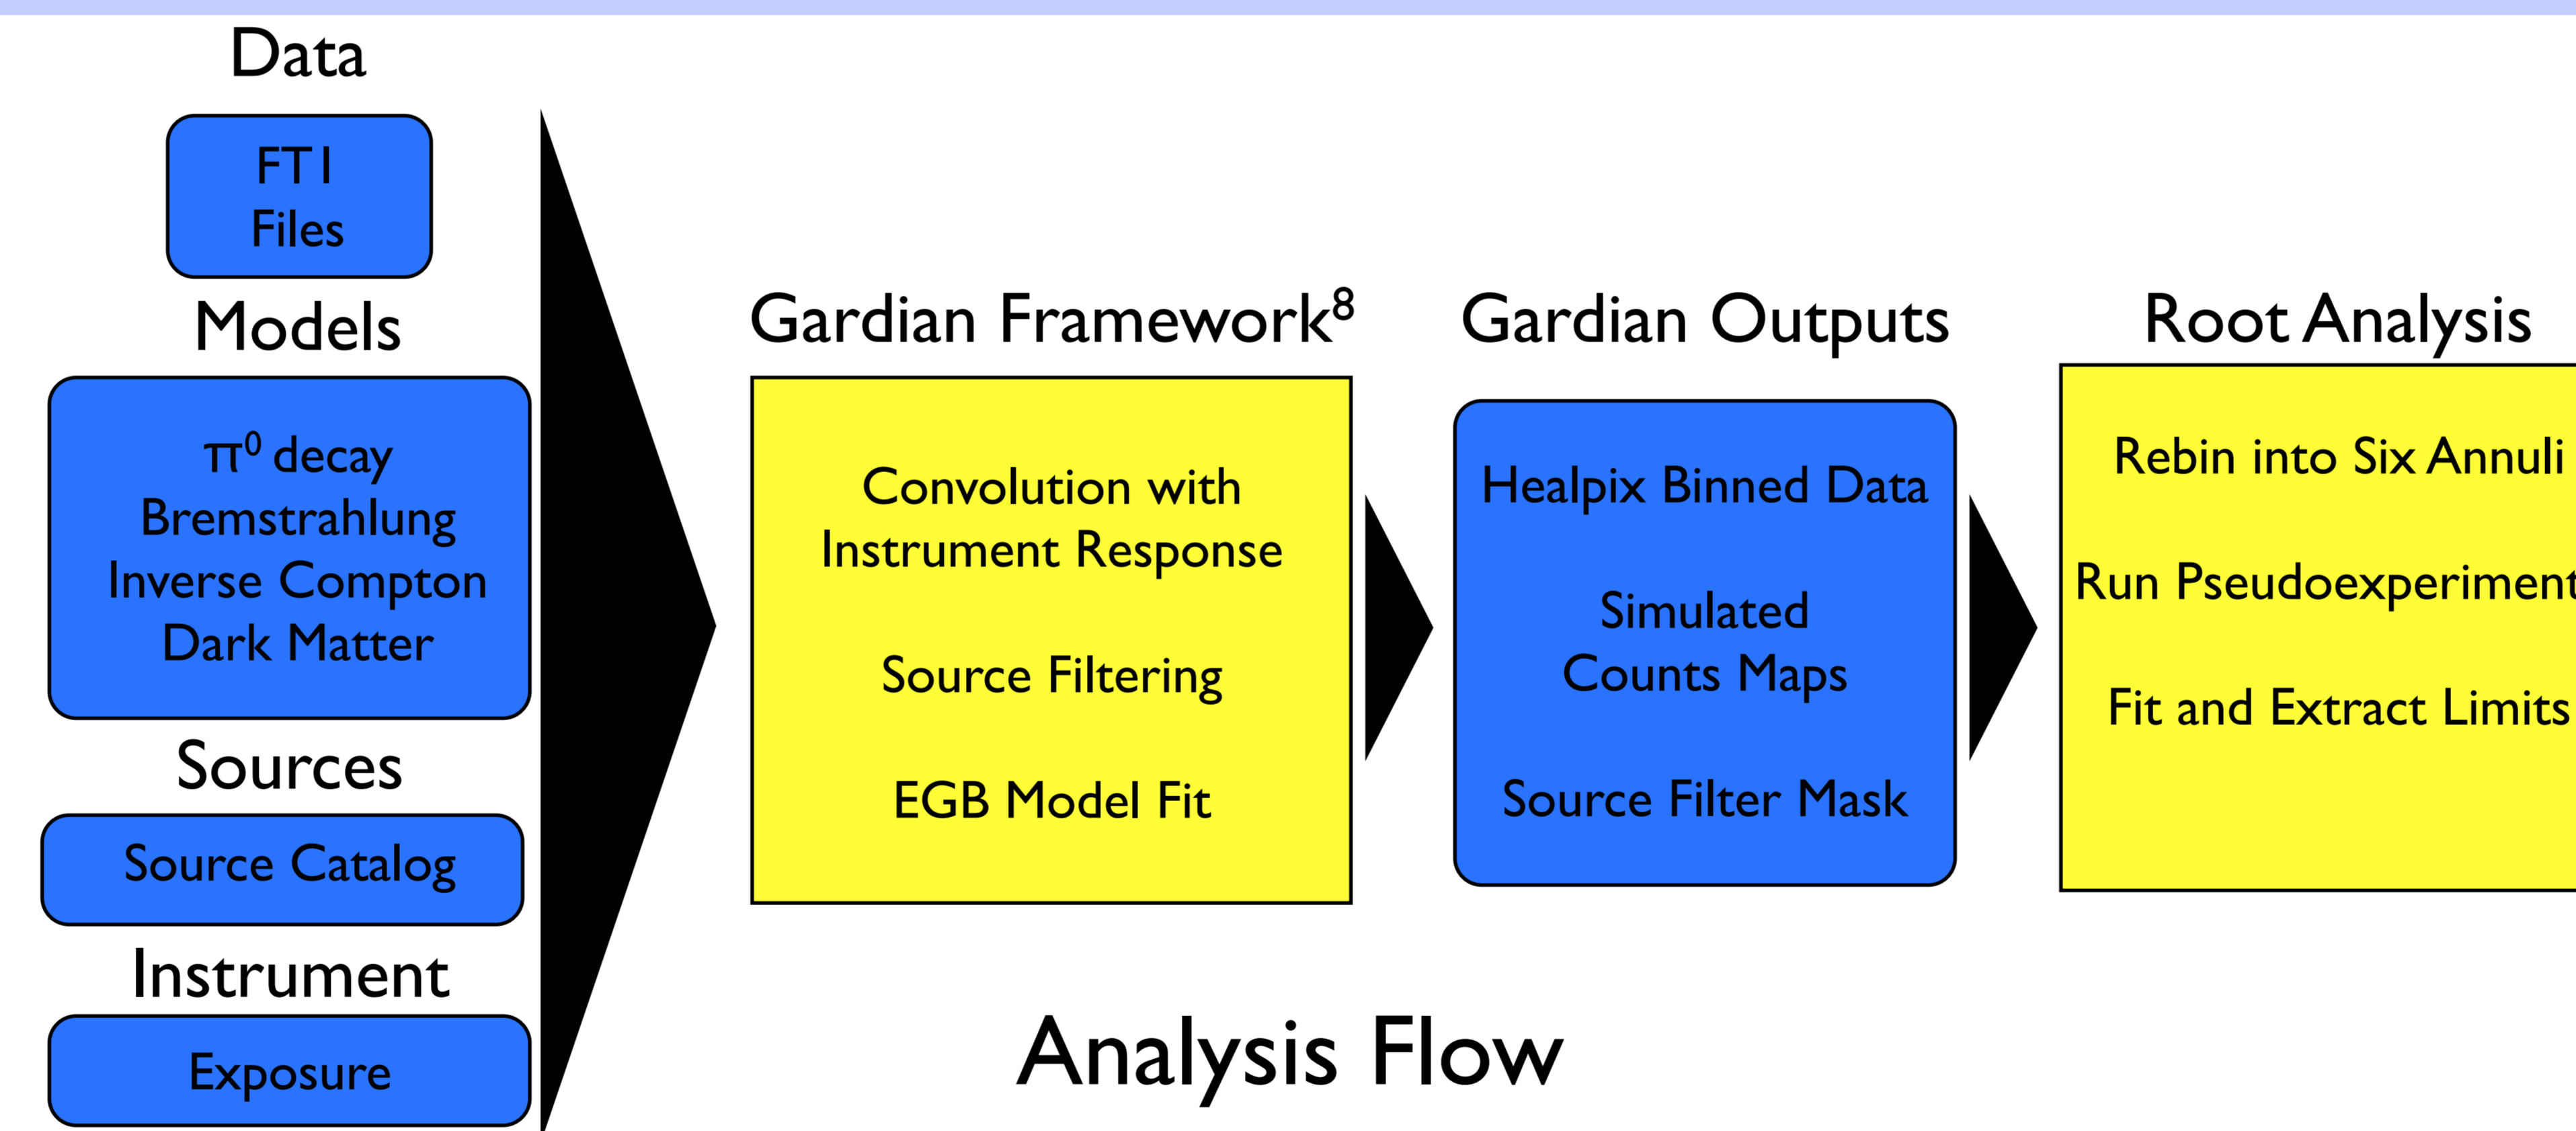 Data
FT1
Files
Models
π⁰ decay
Bremstrahlung
Inverse Compton
Dark Matter
Sources
Source Catalog
Instrument
Exposure
Gardian Framework⁸
Convolution with
Instrument Response
Source Filtering
EGB Model Fit
Gardian Outputs
Healpix Binned Data
Simulated
Counts Maps
Source Filter Mask
Root Analysis
Rebin into Six Annuli
Run Pseudoexperiment
Fit and Extract Limits
Analysis Flow